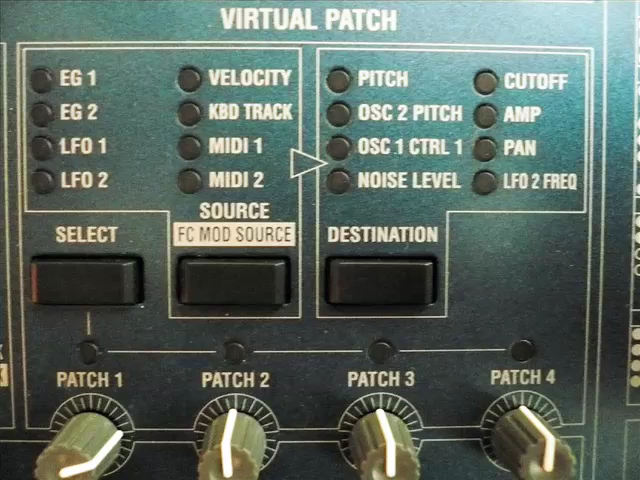 VIRTUAL PATCH
EG 1
EG 2
LFO 1
LFO 2
VELOCITY
KBD TRACK
MIDI 1
MIDI 2
PITCH
OSC 2 PITCH
OSC 1 CTRL 1
NOISE LEVEL
CUTOFF
AMP
PAN
LFO 2 FREQ
SELECT
SOURCE
FC MOD SOURCE
DESTINATION
PATCH 1
PATCH 2
PATCH 3
PATCH 4